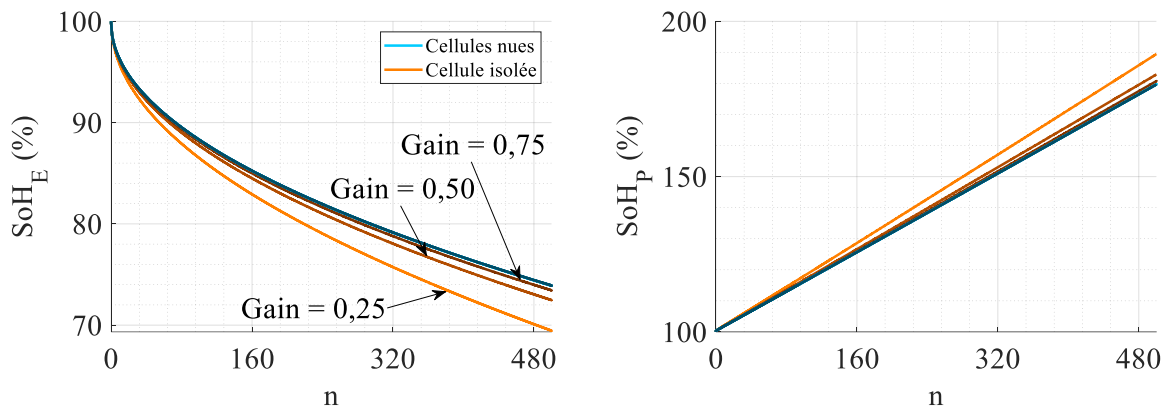 100
90
80
70
SoH_E (%)
0
160
320
480
n
Cellules nues
Cellule isolée
Gain = 0,75
Gain = 0,50
Gain = 0,25
200
150
100
SoH_P (%)
0
160
320
480
n